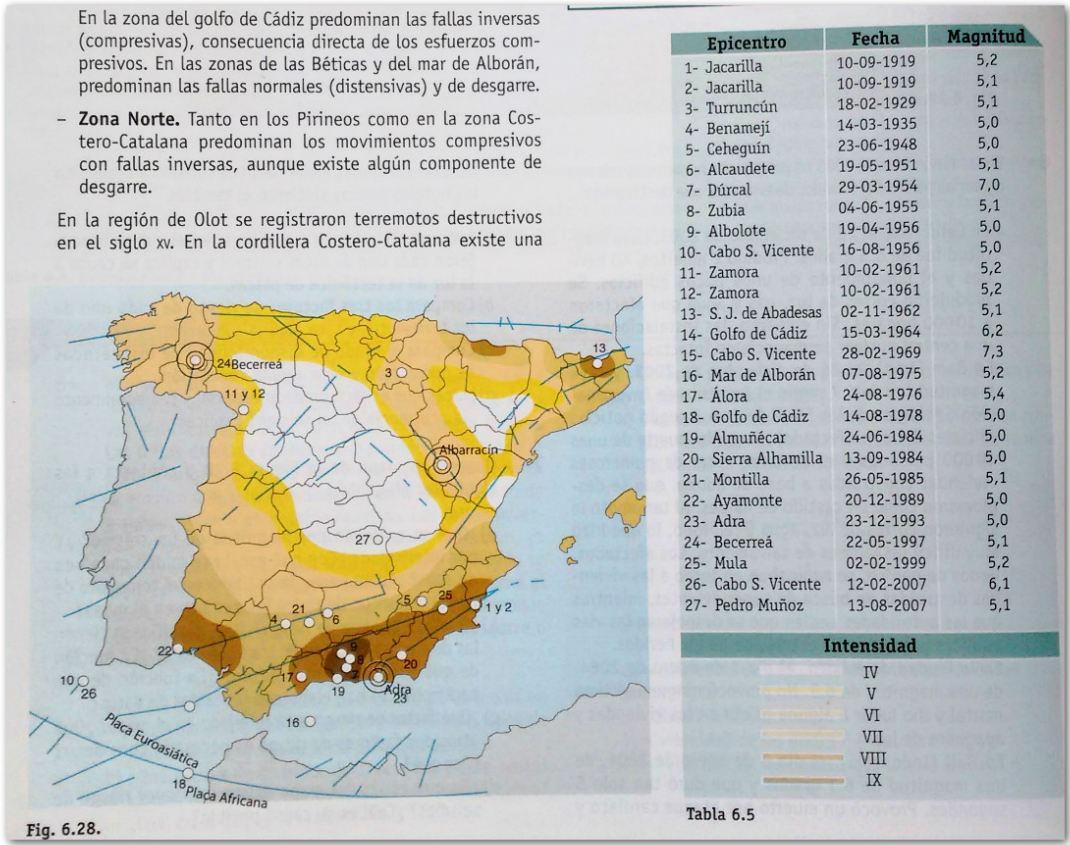 En la zona del golfo de Cádiz predominan las fallas inversas
(compresivas), consecuencia directa de los esfuerzos com-
presivos. En las zonas de las Béticas y del mar de Alborán,
predominan las fallas normales (distensivas) y de desgarre.
– Zona Norte. Tanto en los Pirineos como en la zona Cos-
tero-Catalana predominan los movimientos compresivos
con fallas inversas, aunque existe algún componente de
desgarre.
En la región de Olot se registraron terremotos destructivos
en el siglo XV. En la cordillera Costero-Catalana existe una
13
24 Becerreá
3
11 y 12
Albarracín
27
5
25
1 y 2
21
4
6
22
9
8
7
20
17
19
Adra
23
10
26
16
Placa Euroasiática
18
Placa Africana
Fig. 6.28.
Epicentro Fecha Magnitud
1- Jacarilla 10-09-1919 5,2
2- Jacarilla 10-09-1919 5,1
3- Turruncún 18-02-1929 5,1
4- Benamejí 14-03-1935 5,0
5- Ceheguín 23-06-1948 5,0
6- Alcaudete 19-05-1951 5,1
7- Dúrcal 29-03-1954 7,0
8- Zubia 04-06-1955 5,1
9- Albolote 19-04-1956 5,0
10- Cabo S. Vicente 16-08-1956 5,0
11- Zamora 10-02-1961 5,2
12- Zamora 10-02-1961 5,2
13- S. J. de Abadesas 02-11-1962 5,1
14- Golfo de Cádiz 15-03-1964 6,2
15- Cabo S. Vicente 28-02-1969 7,3
16- Mar de Alborán 07-08-1975 5,2
17- Álora 24-08-1976 5,4
18- Golfo de Cádiz 14-08-1978 5,0
19- Almuñécar 24-06-1984 5,0
20- Sierra Alhamilla 13-09-1984 5,0
21- Montilla 26-05-1985 5,1
22- Ayamonte 20-12-1989 5,0
23- Adra 23-12-1993 5,0
24- Becerreá 22-05-1997 5,1
25- Mula 02-02-1999 5,2
26- Cabo S. Vicente 12-02-2007 6,1
27- Pedro Muñoz 13-08-2007 5,1
Intensidad
IV
V
VI
VII
VIII
IX
Tabla 6.5